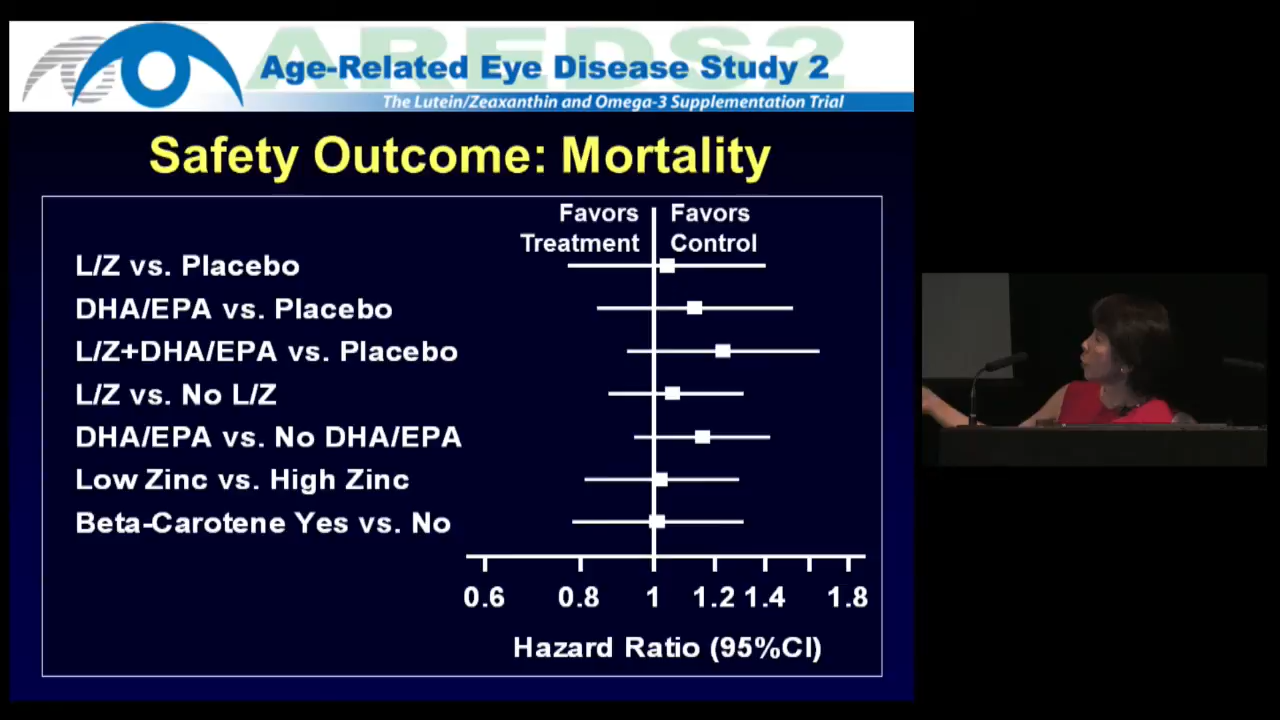 AREDS2
Age-Related Eye Disease Study 2
The Lutein/Zeaxanthin and Omega-3 Supplementation Trial
Safety Outcome: Mortality
Favors Treatment
Favors Control
L/Z vs. Placebo
DHA/EPA vs. Placebo
L/Z+DHA/EPA vs. Placebo
L/Z vs. No L/Z
DHA/EPA vs. No DHA/EPA
Low Zinc vs. High Zinc
Beta-Carotene Yes vs. No
0.6 0.8 1 1.2 1.4 1.8
Hazard Ratio (95%CI)